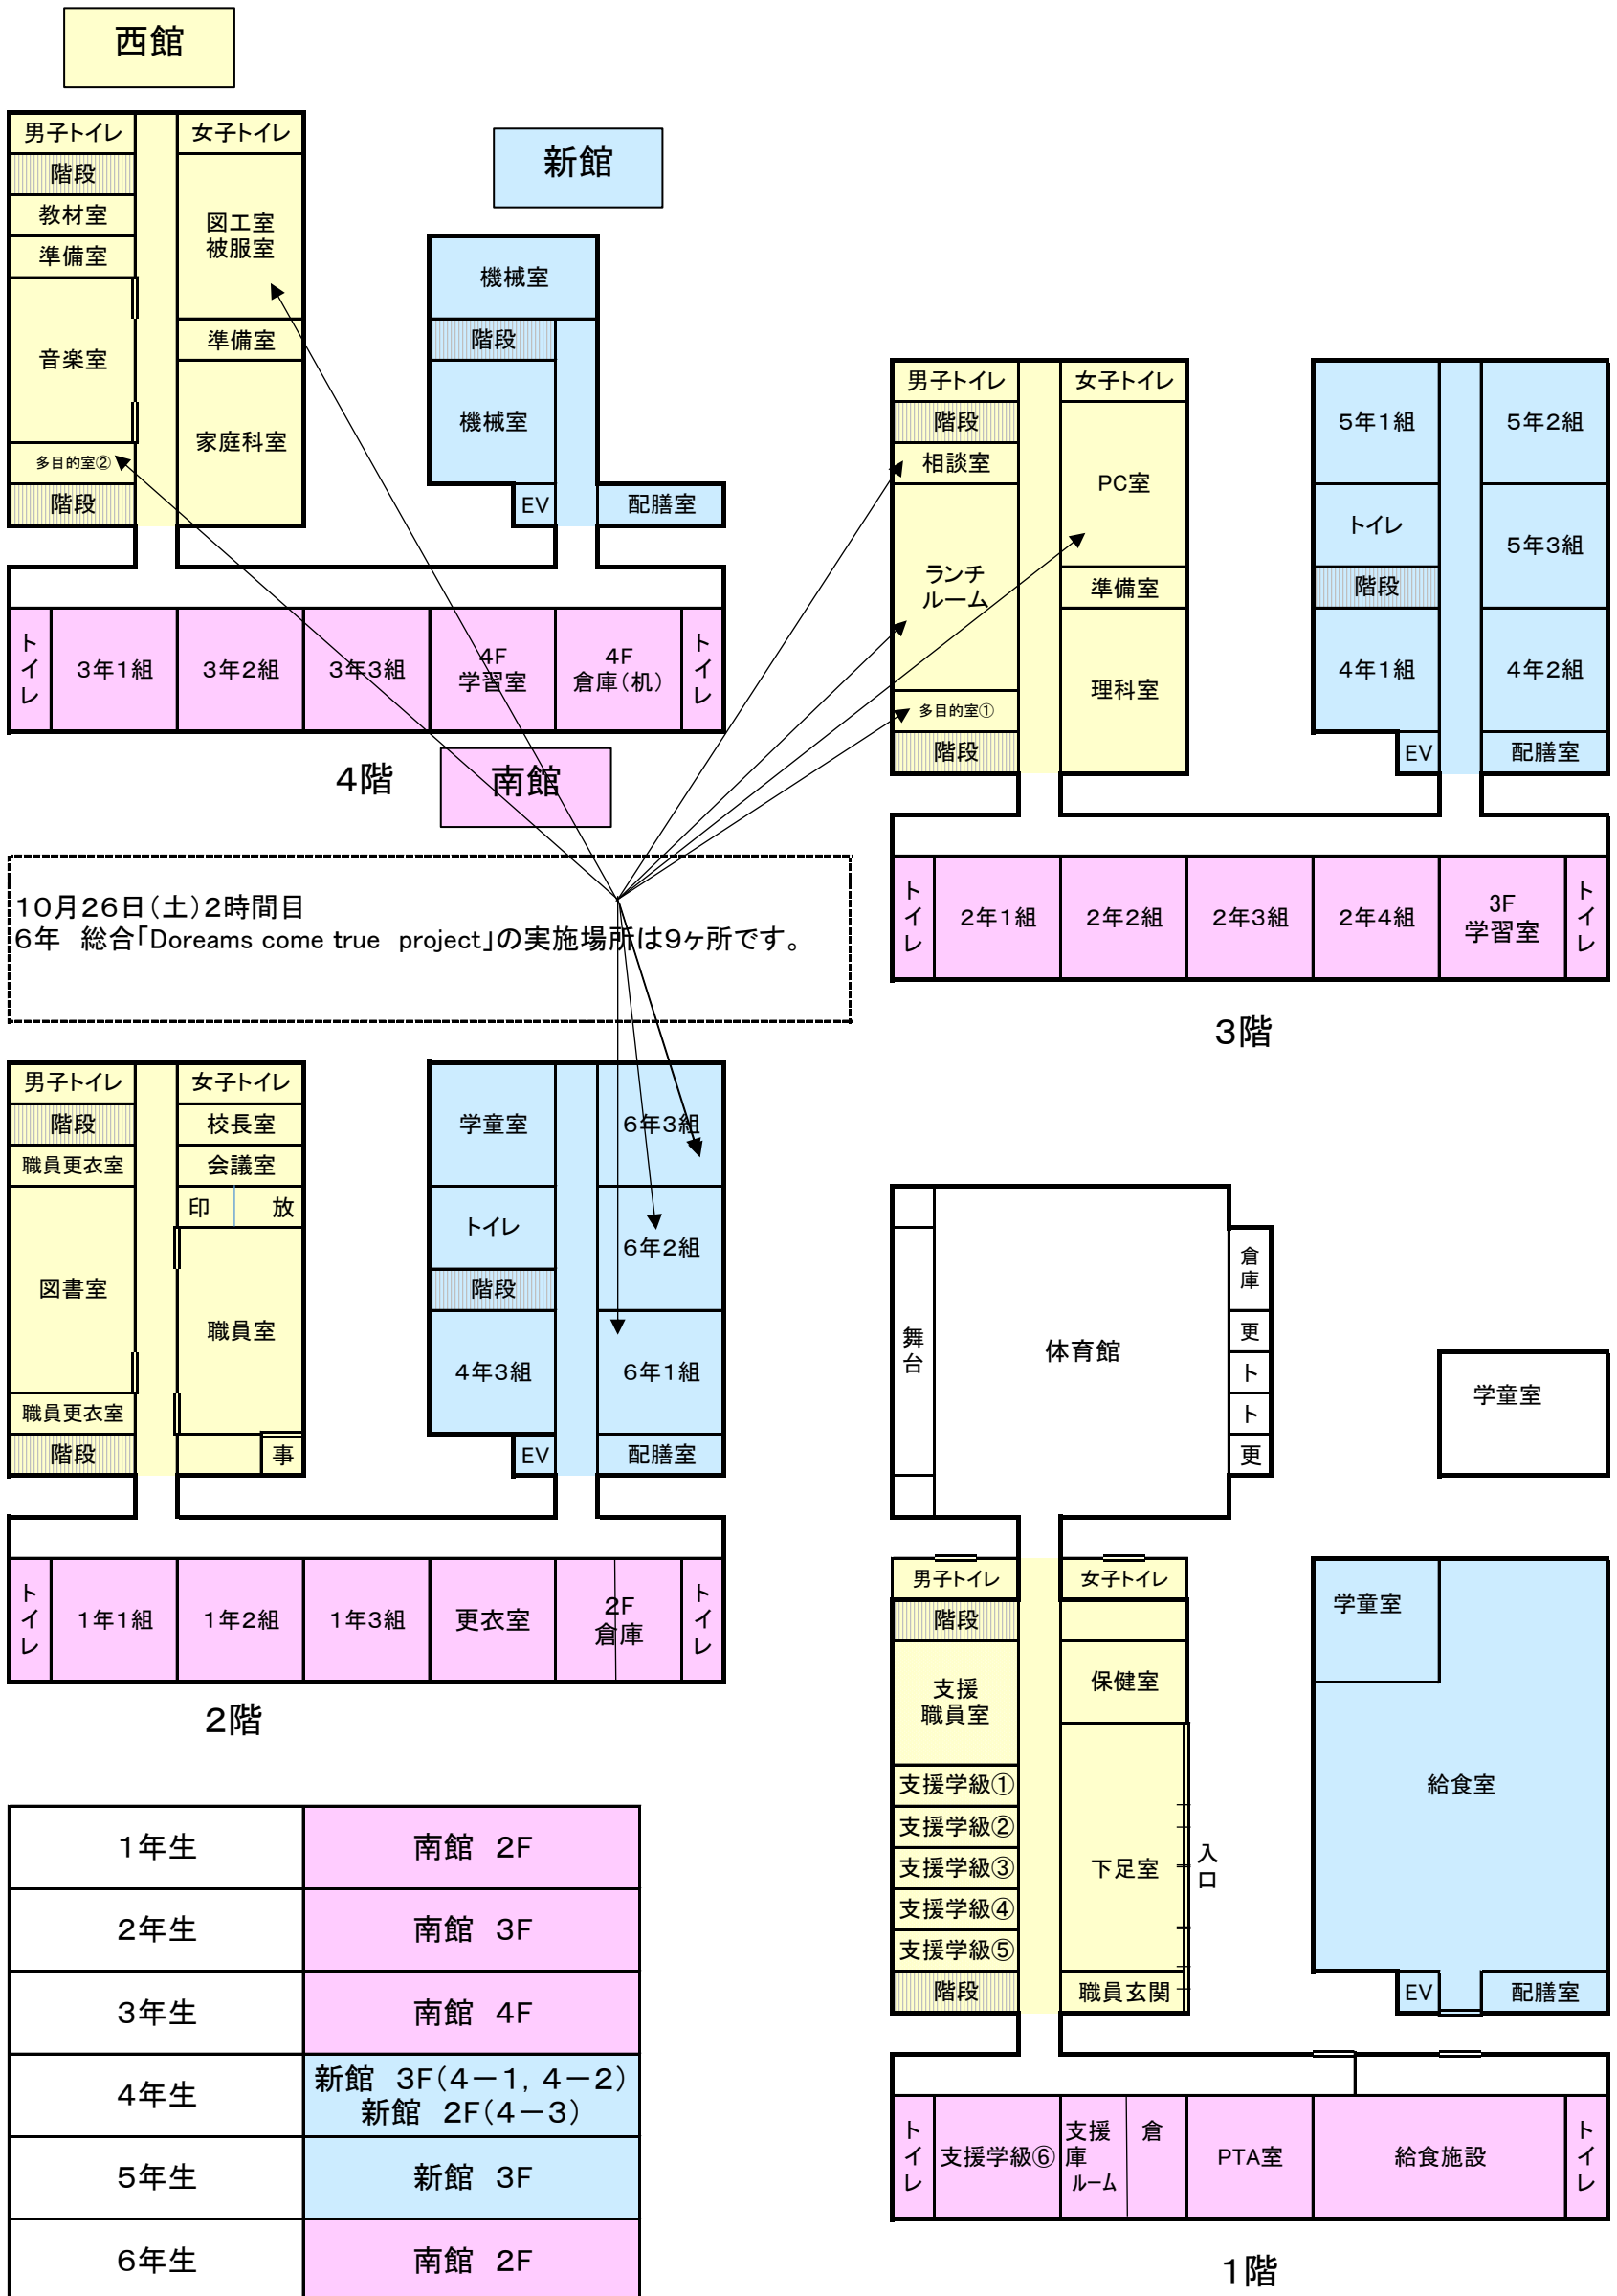 西館
男子トイレ
女子トイレ
階段
教材室
準備室
図工室
被服室
音楽室
準備室
家庭科室
多目的室②
階段
新館
機械室
階段
機械室
EV
配膳室
トイレ
3年1組
3年2組
3年3組
4F
学習室
4F
倉庫(机)
トイレ
4階
南館
男子トイレ
女子トイレ
階段
相談室
PC室
ランチ
ルーム
準備室
多目的室①
理科室
階段
5年1組
5年2組
トイレ
5年3組
階段
4年1組
4年2組
EV
配膳室
トイレ
2年1組
2年2組
2年3組
2年4組
3F
学習室
トイレ
3階
10月26日(土)2時間目
6年 総合「Doreams come true project」の実施場所は9ヶ所です。
男子トイレ
女子トイレ
階段
校長室
職員更衣室
会議室
印 放
図書室
職員室
職員更衣室
階段
事
学童室
6年3組
トイレ
6年2組
階段
4年3組
6年1組
EV
配膳室
トイレ
1年1組
1年2組
1年3組
更衣室
2F
倉庫
トイレ
2階
舞台
体育館
倉庫
更
ト
ト
更
学童室
男子トイレ
女子トイレ
階段
支援
職員室
保健室
支援学級①
支援学級②
支援学級③
支援学級④
支援学級⑤
下足室
入口
階段
職員玄関
学童室
給食室
EV
配膳室
トイレ
支援学級⑥
支援 倉
庫
ルーム
PTA室
給食施設
トイレ
1階
1年生 南館 2F
2年生 南館 3F
3年生 南館 4F
4年生 新館 3F(4-1, 4-2)
新館 2F(4-3)
5年生 新館 3F
6年生 南館 2F